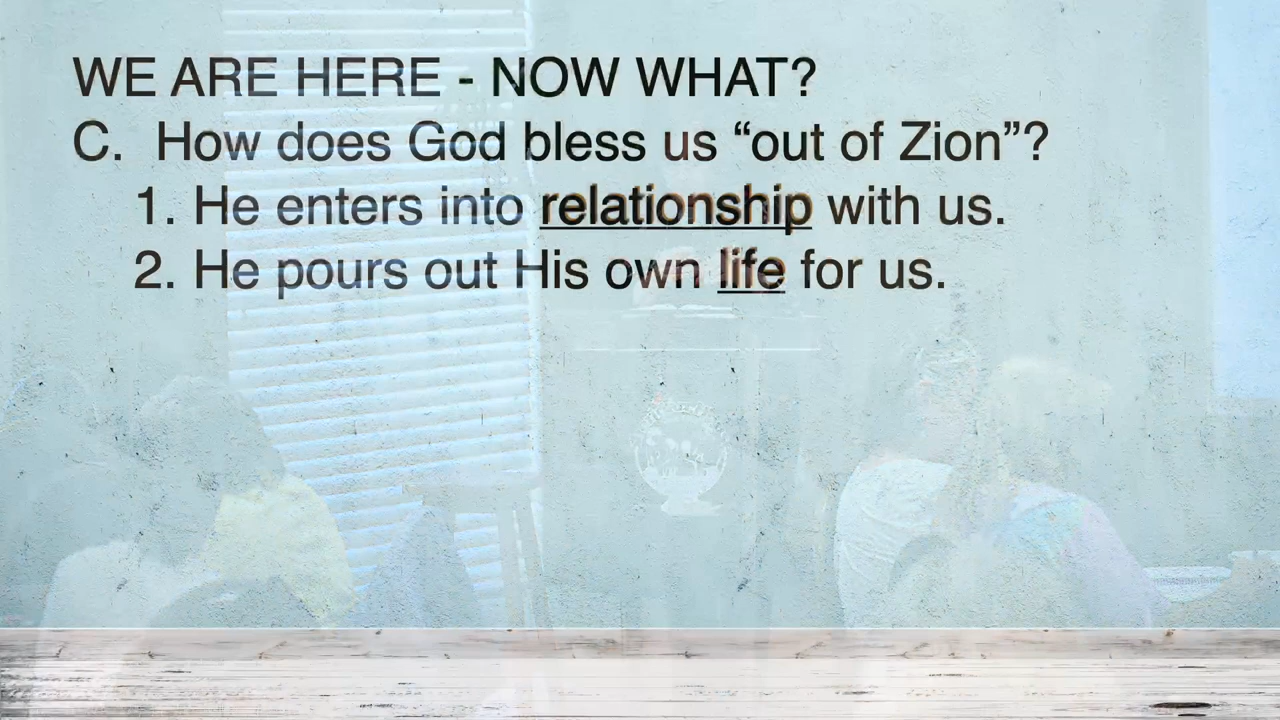 WE ARE HERE - NOW WHAT?
C. How does God bless us “out of Zion”?
1. He enters into relationship with us.
2. He pours out His own life for us.